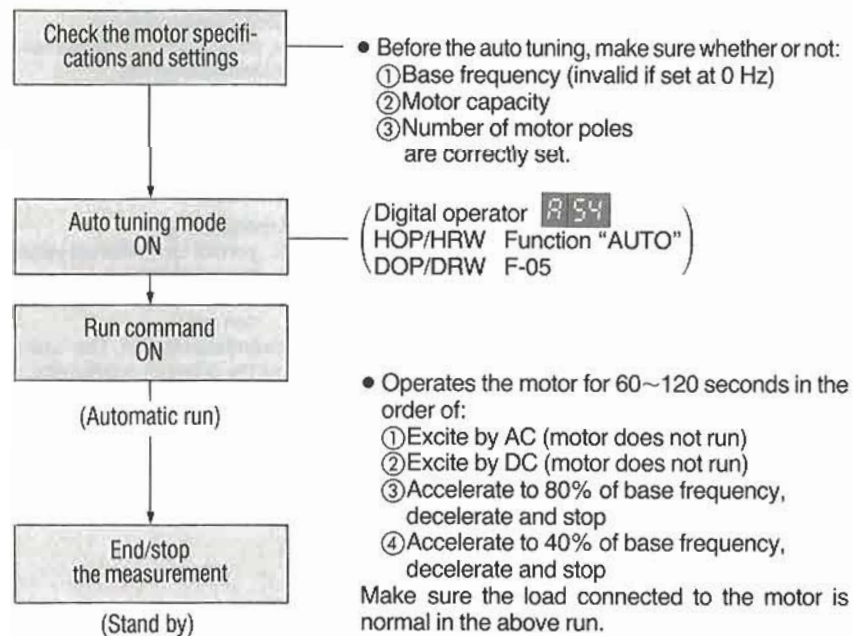 Check the motor specifi-
cations and settings
● Before the auto tuning, make sure whether or not:
①Base frequency (invalid if set at 0 Hz)
②Motor capacity
③Number of motor poles
are correctly set.
Auto tuning mode
ON
Digital operator A 54
HOP/HRW Function “AUTO”
DOP/DRW F-05
Run command
ON
(Automatic run)
● Operates the motor for 60~120 seconds in the
order of:
①Excite by AC (motor does not run)
②Excite by DC (motor does not run)
③Accelerate to 80% of base frequency,
decelerate and stop
④Accelerate to 40% of base frequency,
decelerate and stop
Make sure the load connected to the motor is
normal in the above run.
End/stop
the measurement
(Stand by)